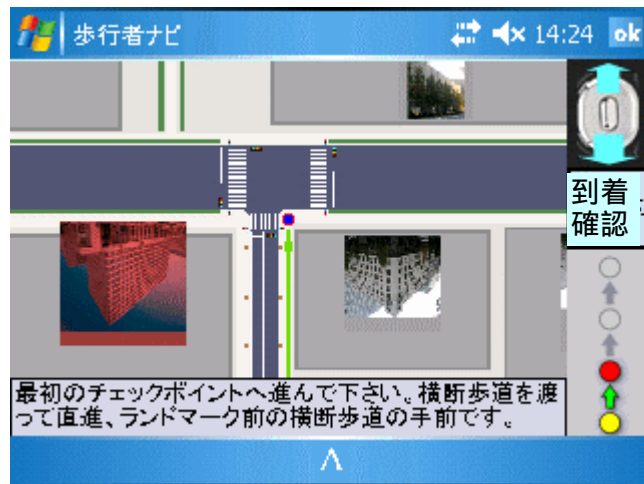 歩行者ナビ
14:24
ok
到着
確認
最初のチェックポイントへ進んで下さい。横断歩道を渡
って直進、ランドマーク前の横断歩道の手前です。